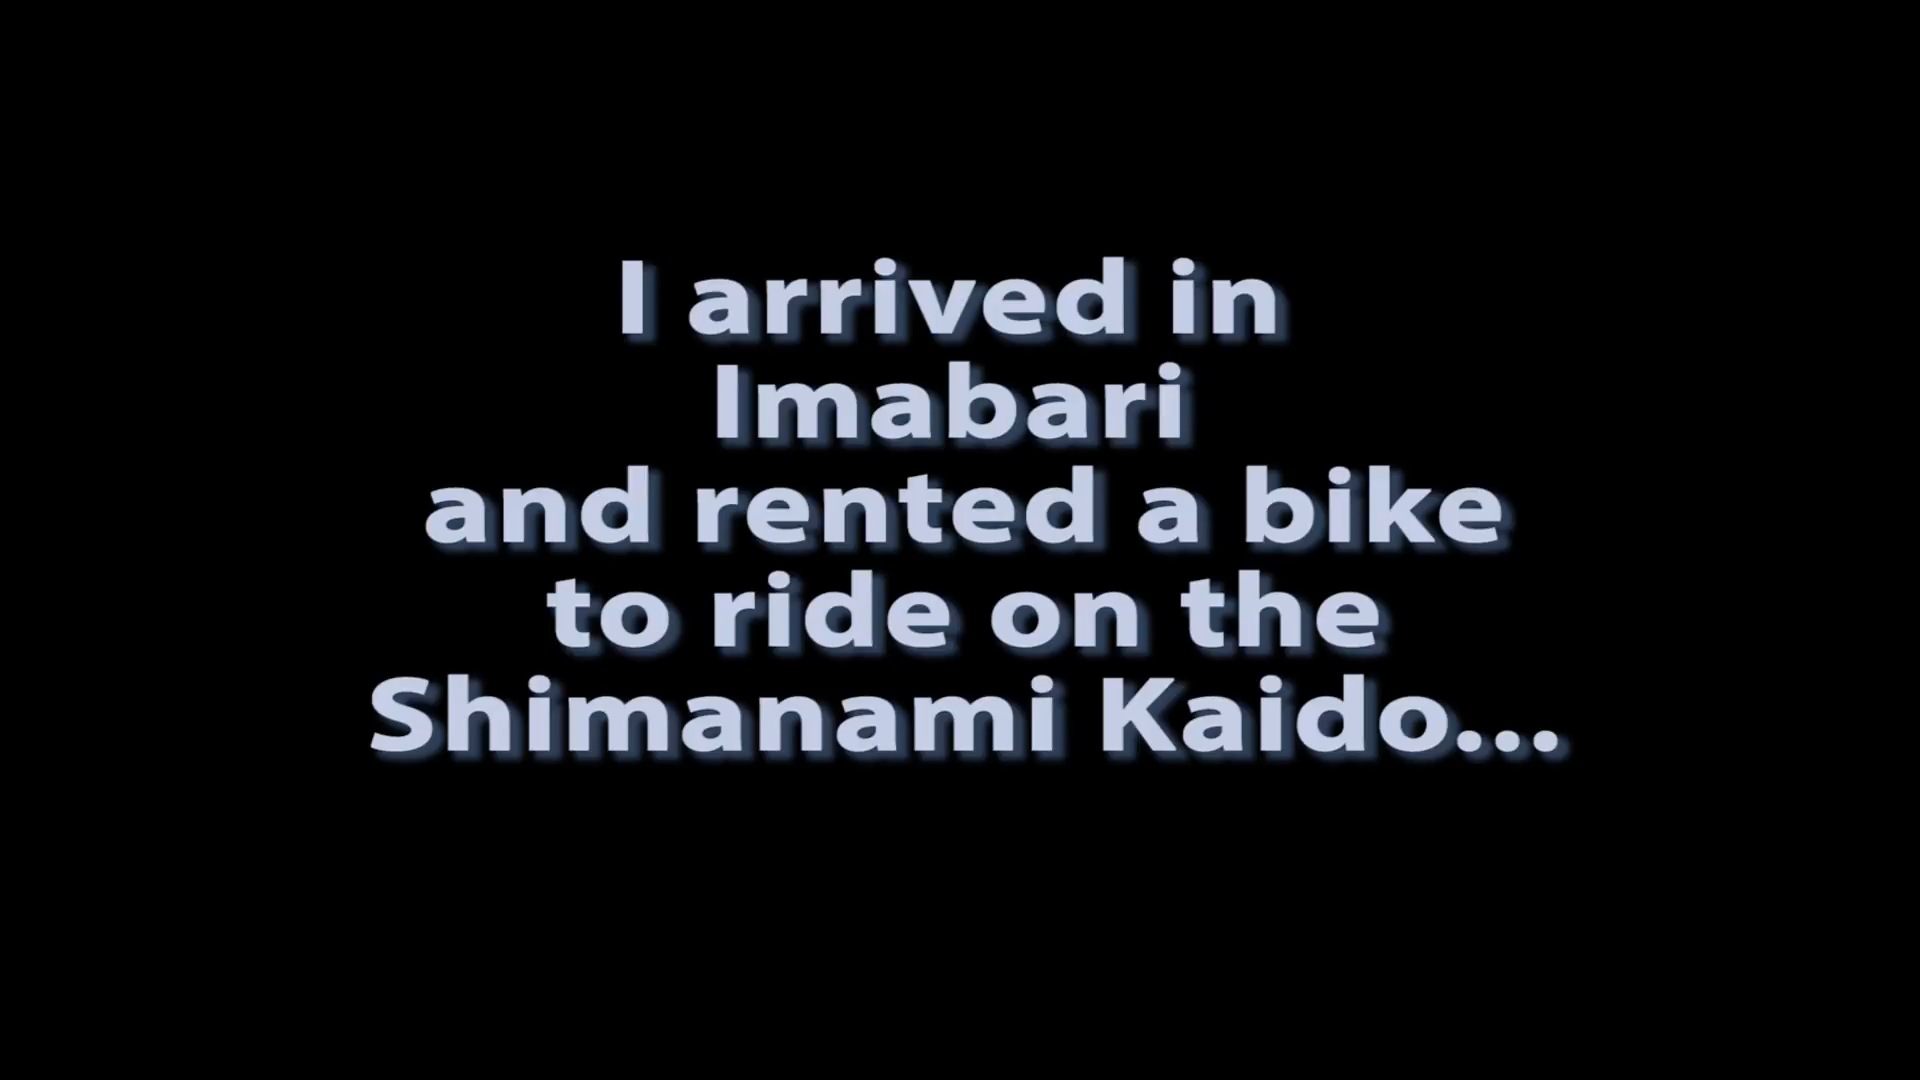 I arrived in
Imabari
and rented a bike
to ride on the
Shimanami Kaido...